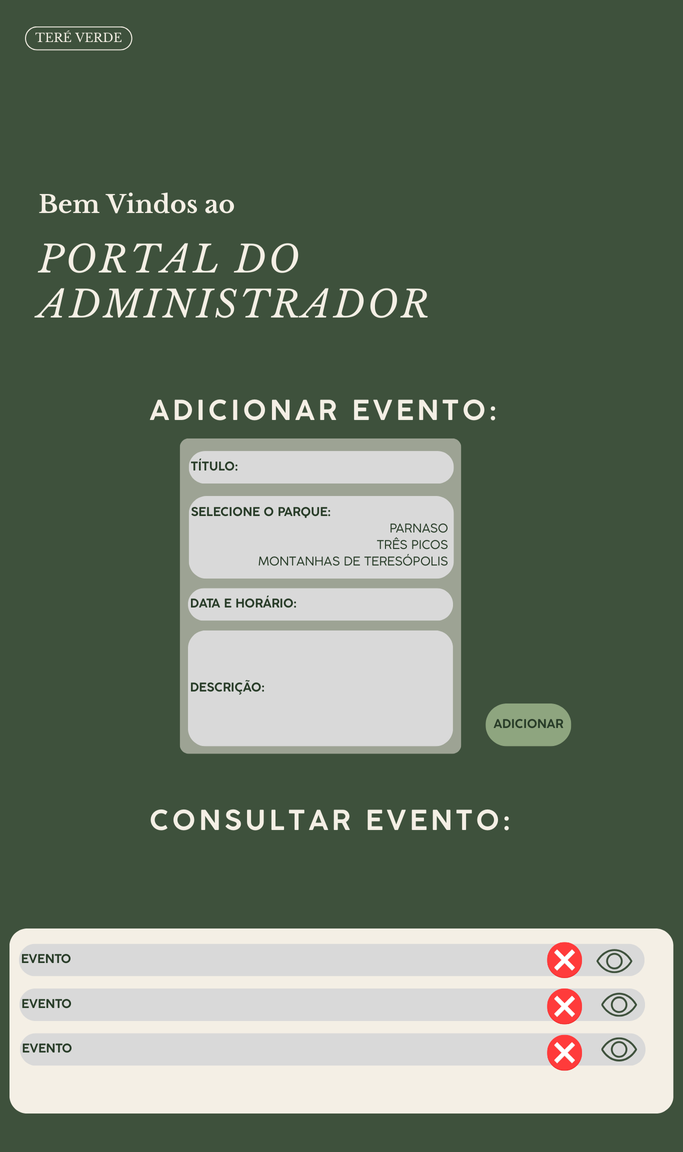 TERÊ VERDE
Bem Vindos ao
PORTAL DO
ADMINISTRADOR
ADICIONAR EVENTO:
TÍTULO:
SELECIONE O PARQUE:
PARNASO
TRÊS PICOS
MONTANHAS DE TERESÓPOLIS
DATA E HORÁRIO:
DESCRIÇÃO:
ADICIONAR
CONSULTAR EVENTO:
EVENTO
EVENTO
EVENTO